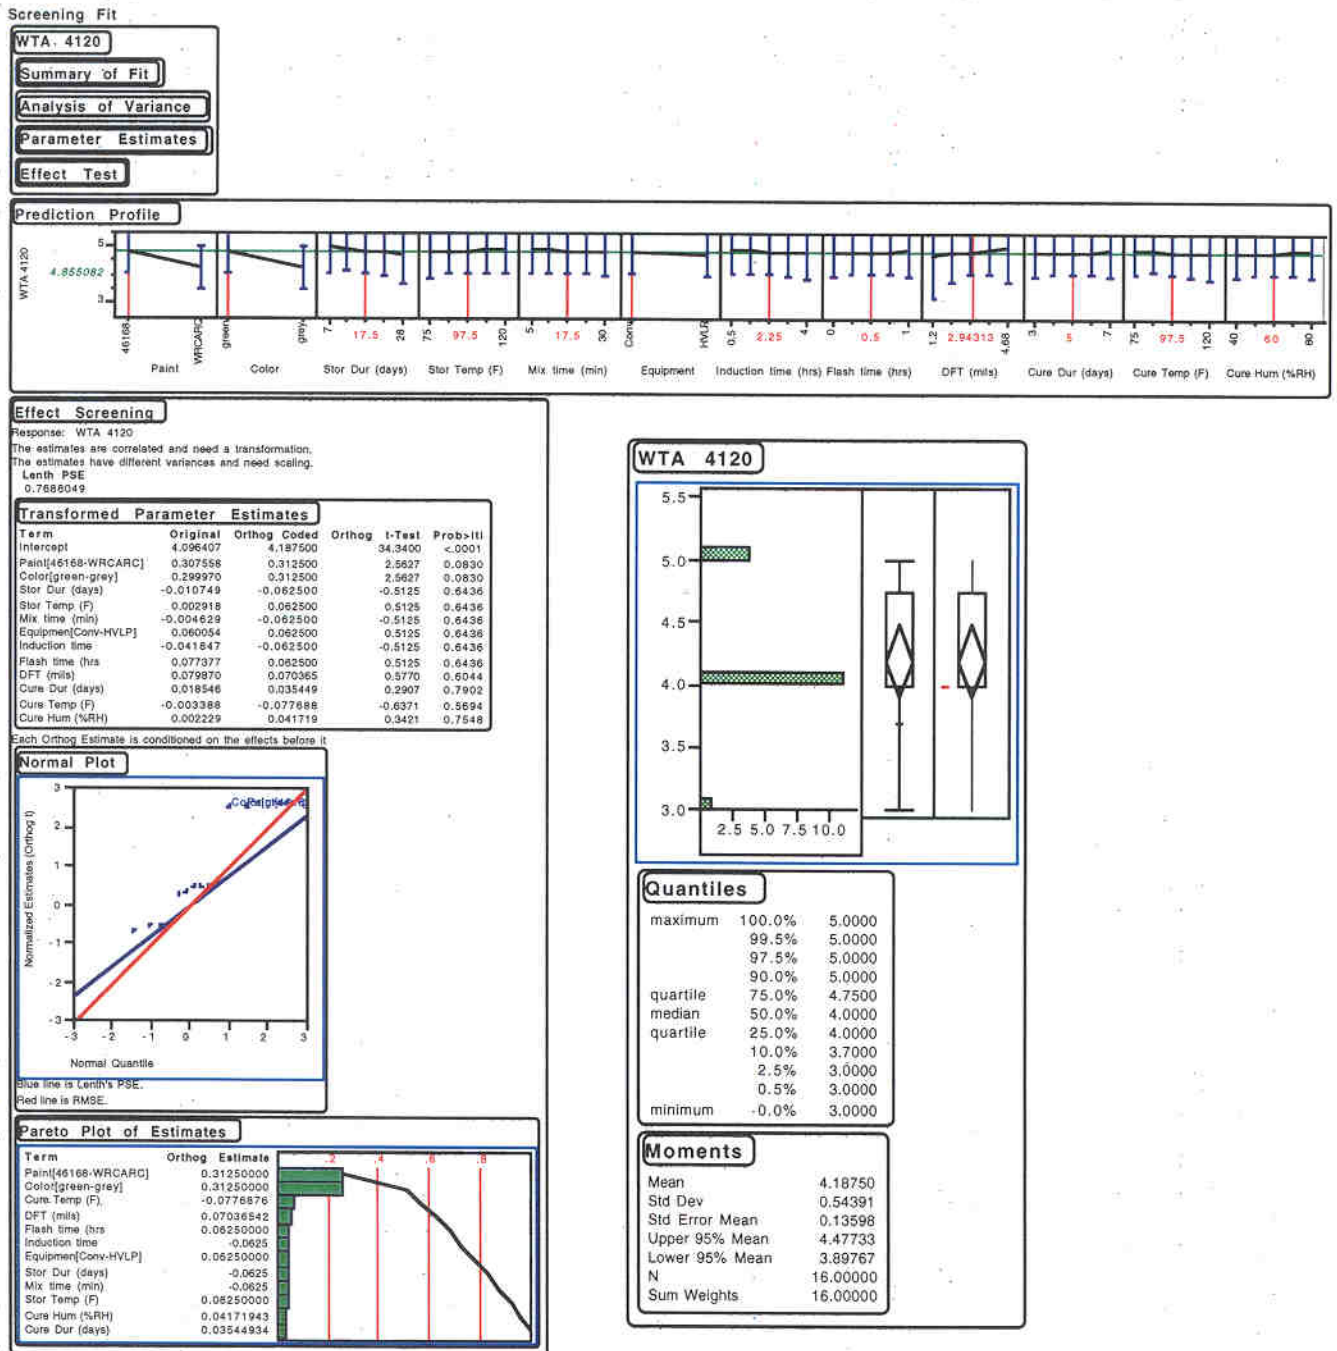 Screening Fit
WTA 4120
Summary of Fit
Analysis of Variance
Parameter Estimates
Effect Test
Prediction Profile
WTA 4120
4.855082
5
3
46168 WRCARC green grey 7 17.5 28 75 97.5 120 5 17.5 30 Conv HVLP 0.5 2.25 4 0 0.5 1 1.2 2.94313 4.68 3 5 7 75 97.5 120 40 60 80
Paint Color Stor Dur (days) Stor Temp (F) Mix time (min) Equipment Induction time (hrs) Flash time (hrs) DFT (mils) Cure Dur (days) Cure Temp (F) Cure Hum (%RH)
Effect Screening
Response: WTA 4120
The estimates are correlated and need a transformation.
The estimates have different variances and need scaling.
Lenth PSE
0.7688049
Transformed Parameter Estimates
Term Original Orthog Coded Orthog t-Test Prob>|t|
Intercept 4.096407 4.187500 34.3400 <.0001
Paint[46168-WRCARC] 0.307558 0.312500 2.5627 0.0830
Color[green-grey] 0.299970 0.312500 2.5627 0.0830
Stor Dur (days) -0.010749 -0.062500 -0.5125 0.6436
Stor Temp (F) 0.002918 0.062500 0.5125 0.6436
Mix time (min) -0.004629 -0.062500 -0.5125 0.6436
Equipmen[Conv-HVLP] 0.060054 0.062500 0.5125 0.6436
Induction time -0.041847 -0.062500 -0.5125 0.6436
Flash time (hrs 0.077377 0.062500 0.5125 0.6436
DFT (mils) 0.079870 0.070365 0.5770 0.6044
Cure Dur (days) 0.018546 0.035449 0.2907 0.7902
Cure Temp (F) -0.003388 -0.077688 -0.6371 0.5694
Cure Hum (%RH) 0.002229 0.041719 0.3421 0.7548
Each Orthog Estimate is conditioned on the effects before it
Normal Plot
Normalized Estimates (Orthog t)
3
2
1
0
-1
-2
-3
-3 -2 -1 0 1 2 3
Normal Quantile
Blue line is Lenth's PSE.
Red line is RMSE.
Pareto Plot of Estimates
Term Orthog Estimate .2 .4 .6 .8
Paint[46168-WRCARC] 0.31250000
Color[green-grey] 0.31250000
Cure Temp (F) -0.0776876
DFT (mils) 0.07036542
Flash time (hrs 0.06250000
Induction time -0.0625
Equipmen[Conv-HVLP] 0.06250000
Stor Dur (days) -0.0625
Mix time (min) -0.0625
Stor Temp (F) 0.06250000
Cure Hum (%RH) 0.04171943
Cure Dur (days) 0.03544934
WTA 4120
5.5
5.0
4.5
4.0
3.5
3.0
2.5 5.0 7.5 10.0
Quantiles
maximum 100.0% 5.0000
99.5% 5.0000
97.5% 5.0000
90.0% 5.0000
quartile 75.0% 4.7500
median 50.0% 4.0000
quartile 25.0% 4.0000
10.0% 3.7000
2.5% 3.0000
0.5% 3.0000
minimum -0.0% 3.0000
Moments
Mean 4.18750
Std Dev 0.54391
Std Error Mean 0.13598
Upper 95% Mean 4.47733
Lower 95% Mean 3.89767
N 16.00000
Sum Weights 16.00000